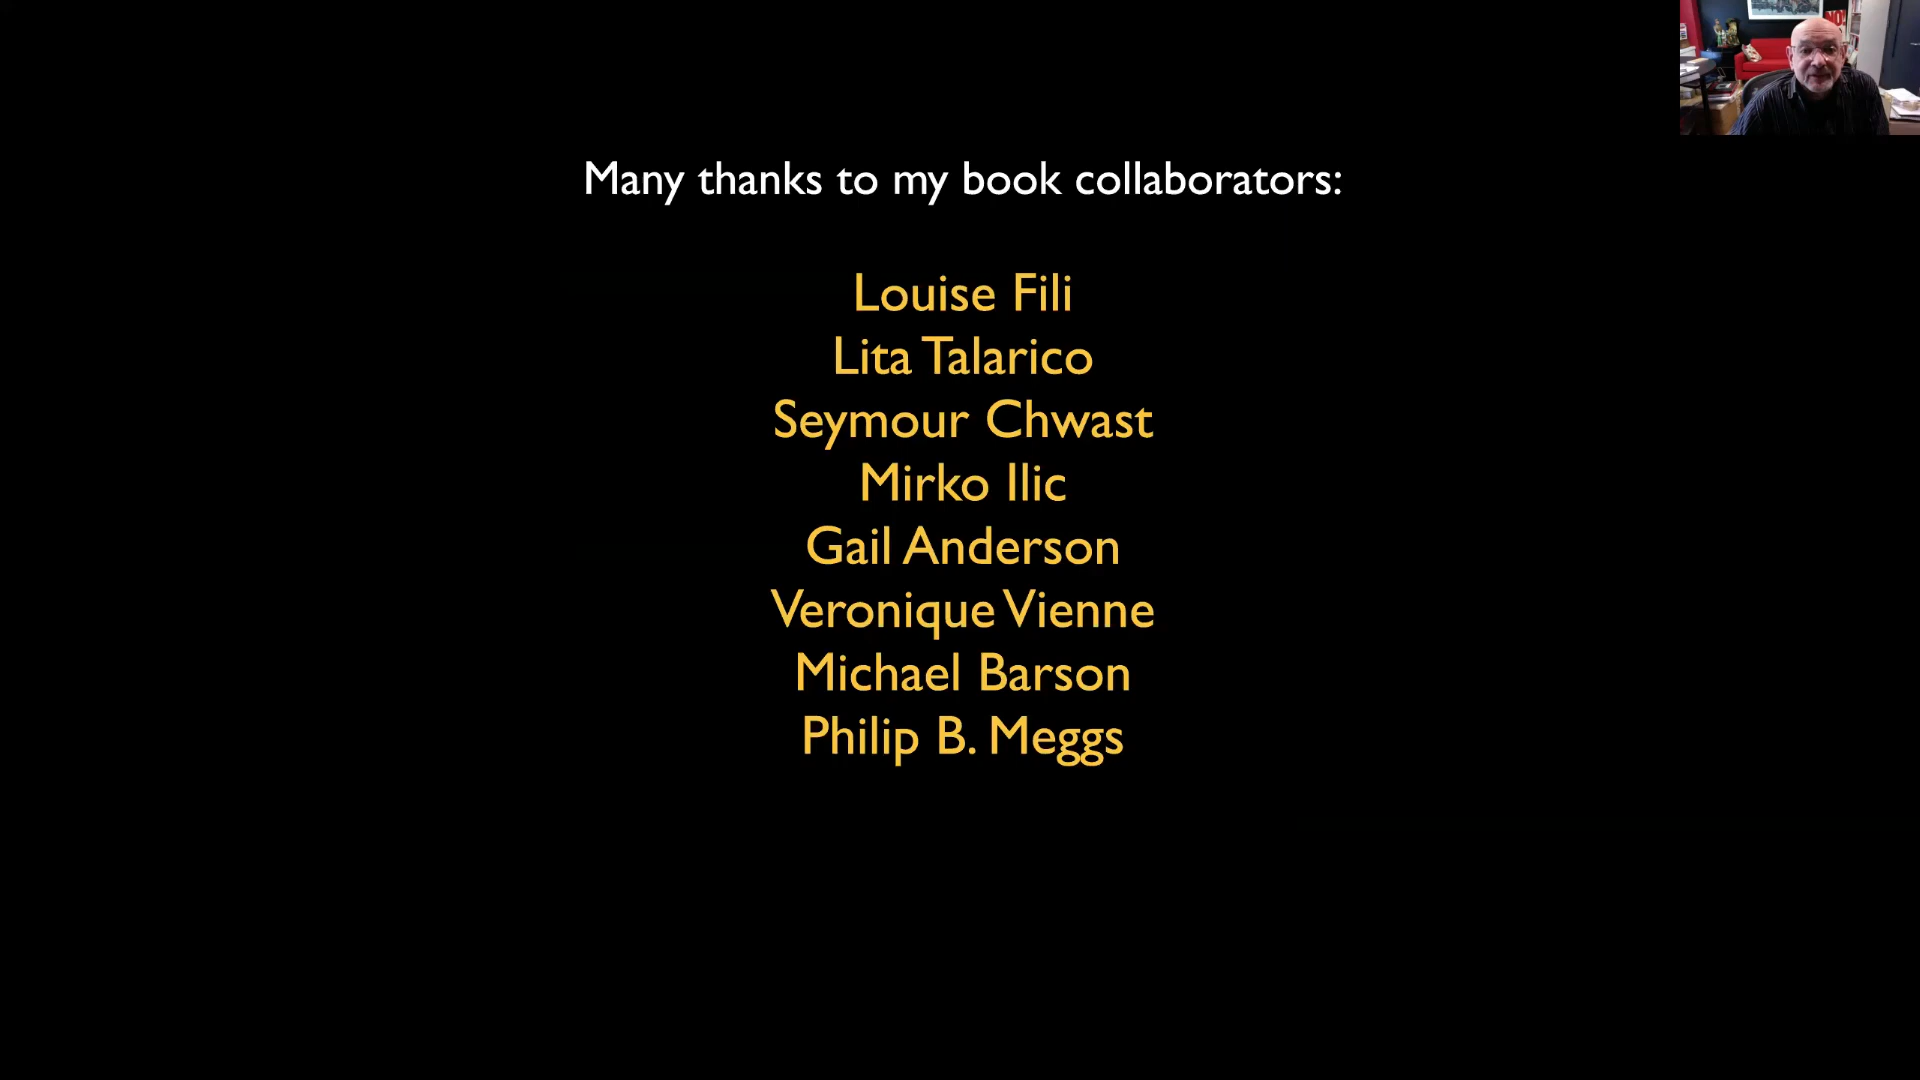 Many thanks to my book collaborators:
Louise Fili
Lita Talarico
Seymour Chwast
Mirko Ilic
Gail Anderson
Veronique Vienne
Michael Barson
Philip B. Meggs
NO!